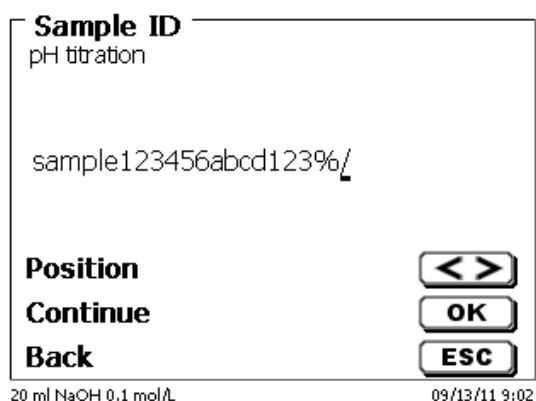 Sample ID
pH titration
sample123456abcd123%/
Position < >
Continue OK
Back ESC
20 ml NaOH 0.1 mol/L 09/13/11 9:02